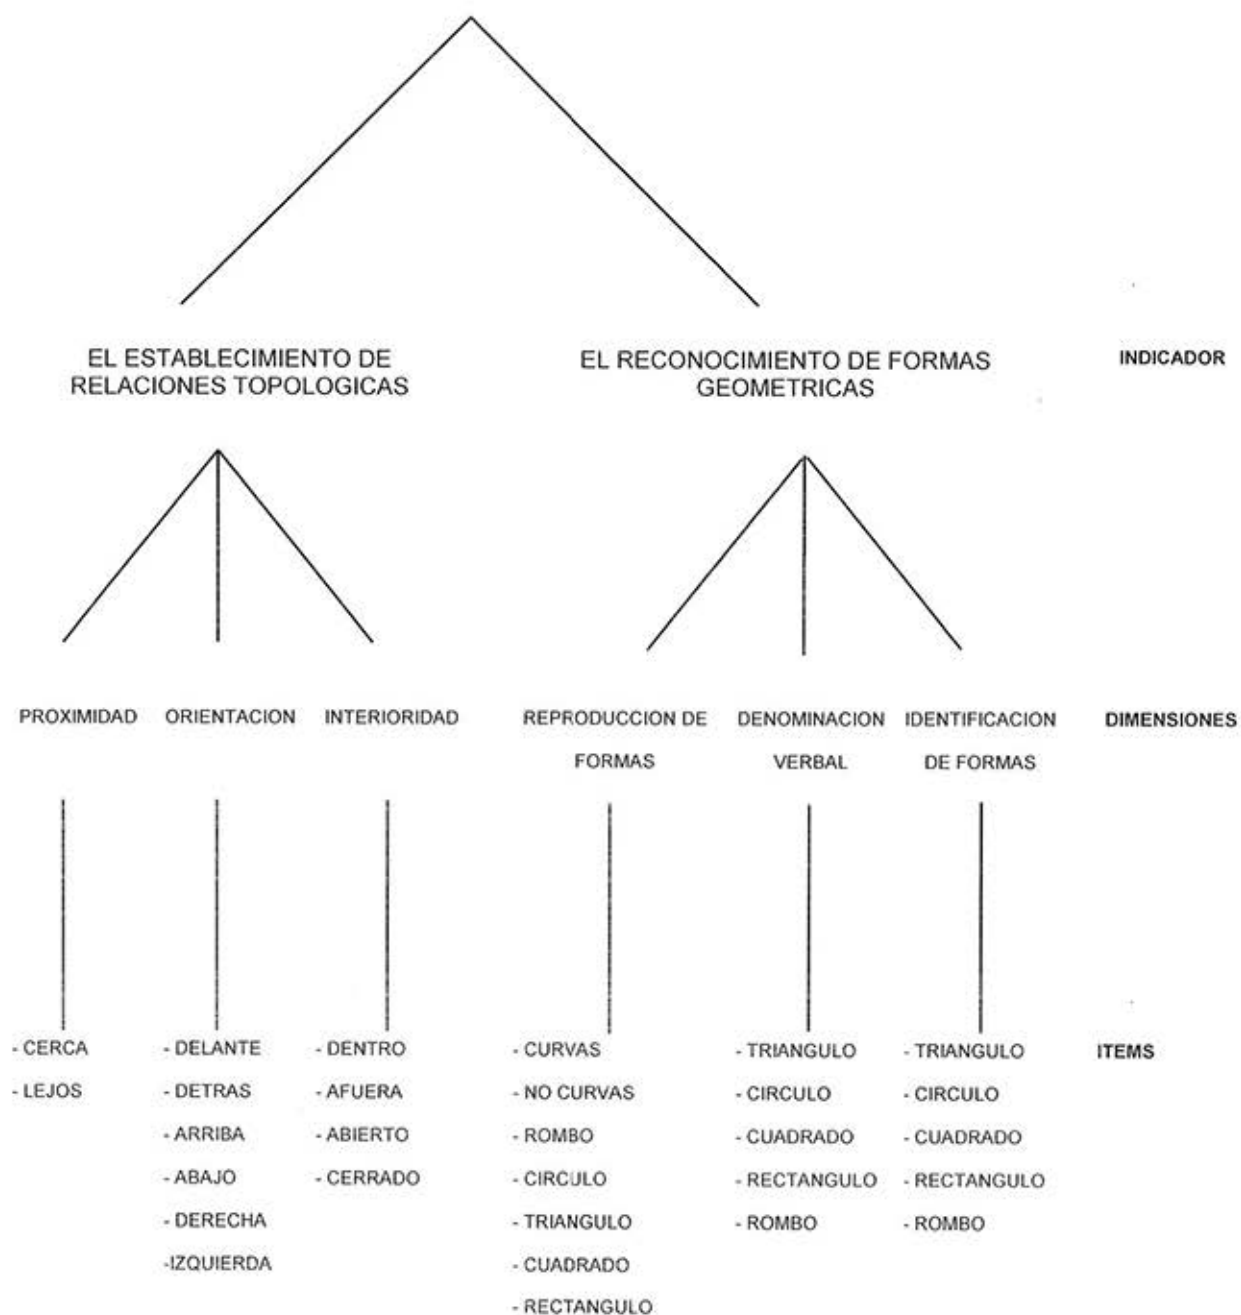 EL ESTABLECIMIENTO DE
RELACIONES TOPOLOGICAS
EL RECONOCIMIENTO DE FORMAS
GEOMETRICAS
INDICADOR
PROXIMIDAD
ORIENTACION
INTERIORIDAD
REPRODUCCION DE
FORMAS
DENOMINACION
VERBAL
IDENTIFICACION
DE FORMAS
DIMENSIONES
- CERCA
- LEJOS
- DELANTE
- DETRAS
- ARRIBA
- ABAJO
- DERECHA
-IZQUIERDA
- DENTRO
- AFUERA
- ABIERTO
- CERRADO
- CURVAS
- NO CURVAS
- ROMBO
- CIRCULO
- TRIANGULO
- CUADRADO
- RECTANGULO
- TRIANGULO
- CIRCULO
- CUADRADO
- RECTANGULO
- ROMBO
- TRIANGULO
- CIRCULO
- CUADRADO
- RECTANGULO
- ROMBO
ITEMS